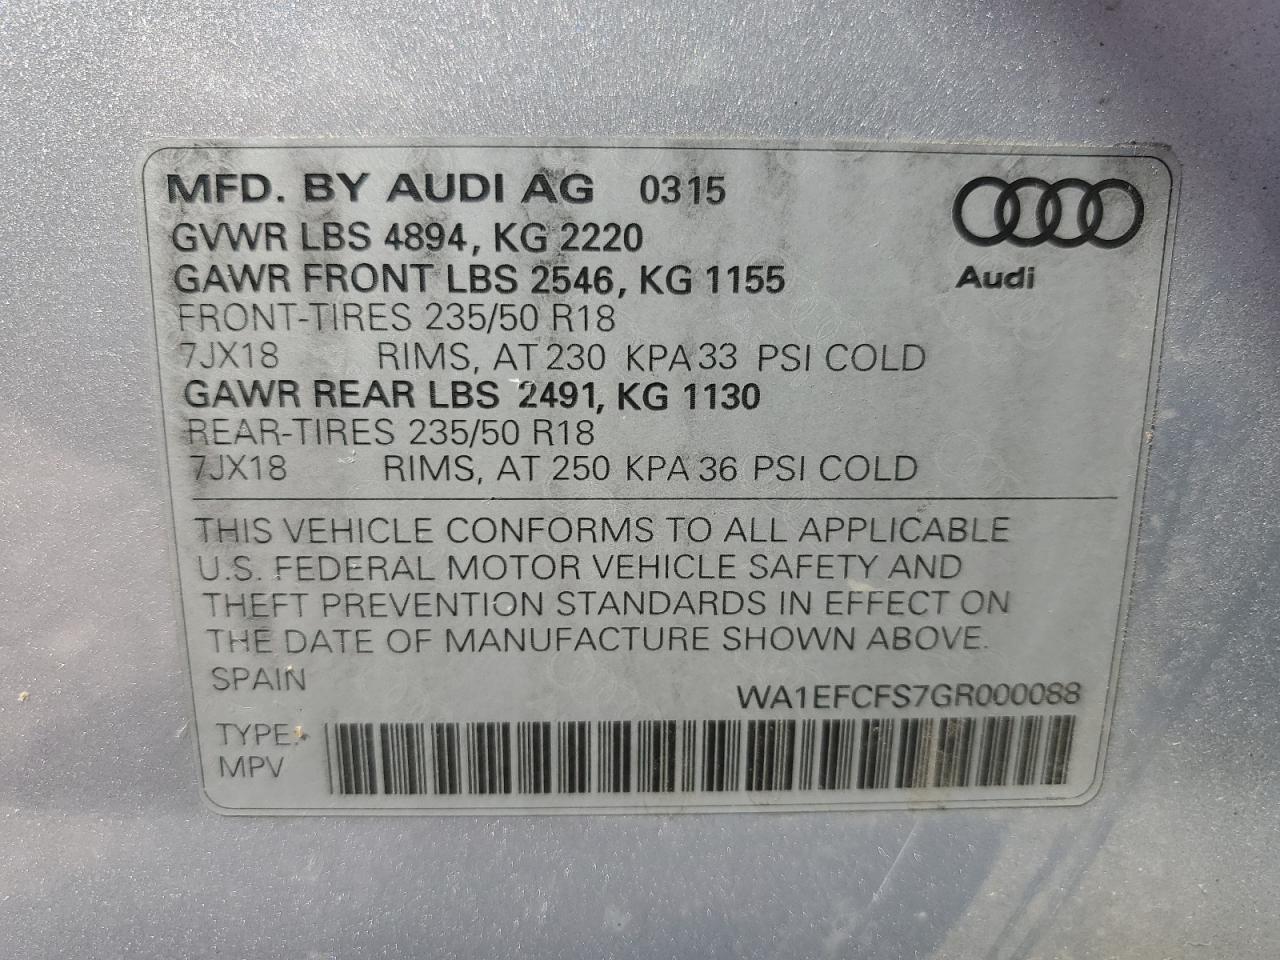 MFD. BY AUDI AG 0315
GVWR LBS 4894, KG 2220
GAWR FRONT LBS 2546, KG 1155
Audi
FRONT-TIRES 235/50 R18
7JX18 RIMS, AT 230 KPA 33 PSI COLD
GAWR REAR LBS 2491, KG 1130
REAR-TIRES 235/50 R18
7JX18 RIMS, AT 250 KPA 36 PSI COLD
THIS VEHICLE CONFORMS TO ALL APPLICABLE
U.S. FEDERAL MOTOR VEHICLE SAFETY AND
THEFT PREVENTION STANDARDS IN EFFECT ON
THE DATE OF MANUFACTURE SHOWN ABOVE.
SPAIN
WA1EFCFS7GR000088
TYPE:
MPV